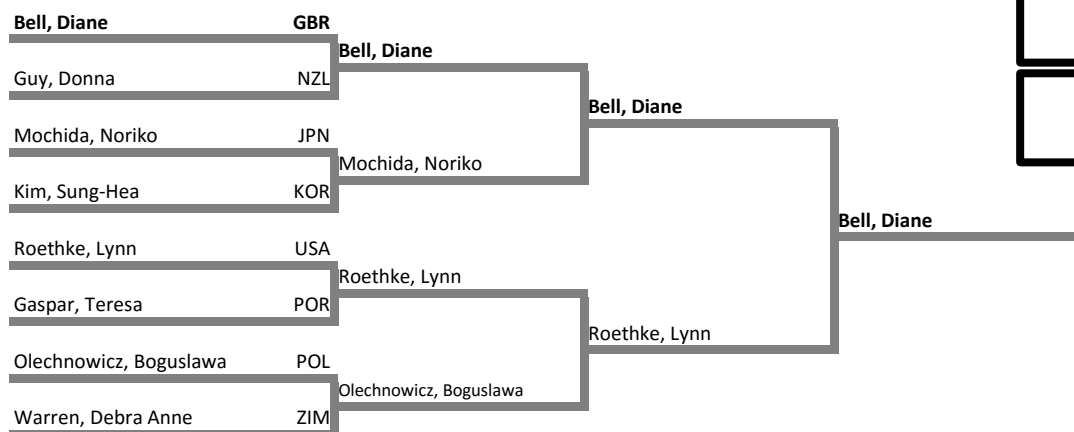 Bell, Diane GBR
Bell, Diane
Guy, Donna NZL
Bell, Diane
Mochida, Noriko JPN
Mochida, Noriko
Kim, Sung-Hea KOR
Bell, Diane
Roethke, Lynn USA
Roethke, Lynn
Gaspar, Teresa POR
Roethke, Lynn
Olechnowicz, Boguslawa POL
Olechnowicz, Boguslawa
Warren, Debra Anne ZIM